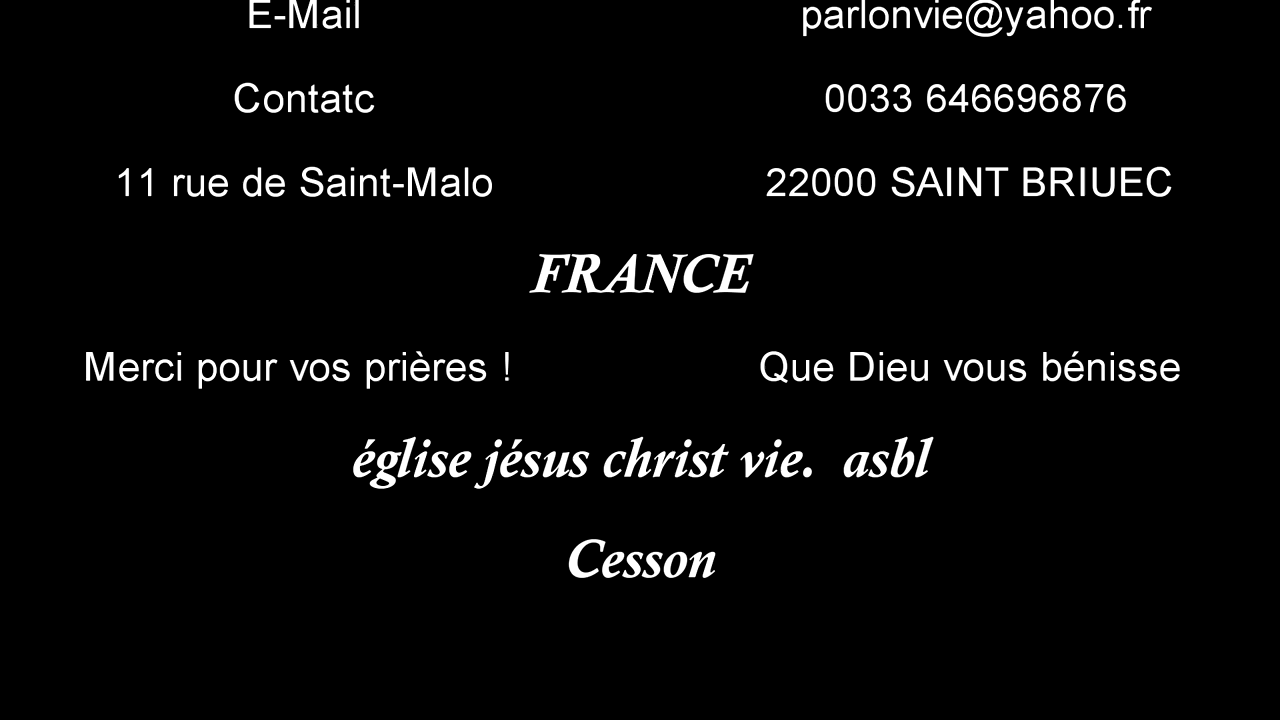 E-Mail parlonvie@yahoo.fr
Contatc 0033 646696876
11 rue de Saint-Malo 22000 SAINT BRIUEC
FRANCE
Merci pour vos prières ! Que Dieu vous bénisse
église jésus christ vie. asbl
Cesson